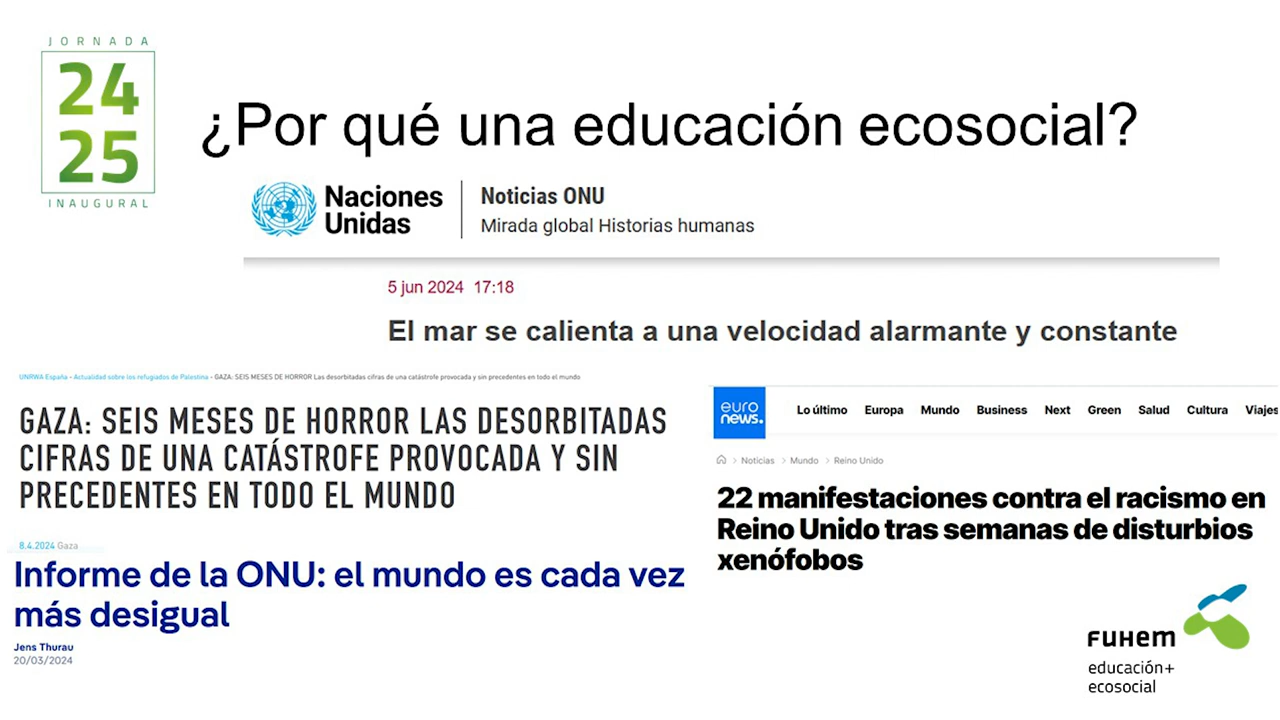 JORNADA
24
25
INAUGURAL
¿Por qué una educación ecosocial?
Naciones
Unidas
Noticias ONU
Mirada global Historias humanas
5 jun 2024 17:18
El mar se calienta a una velocidad alarmante y constante
UNRWA España - Actualidad sobre los refugiados de Palestina - GAZA: SEIS MESES DE HORROR Las desorbitadas cifras de una catástrofe provocada y sin precedentes en todo el mundo
GAZA: SEIS MESES DE HORROR LAS DESORBITADAS
CIFRAS DE UNA CATÁSTROFE PROVOCADA Y SIN
PRECEDENTES EN TODO EL MUNDO
8.4.2024 Gaza
Informe de la ONU: el mundo es cada vez
más desigual
Jens Thurau
20/03/2024
euro
news.
Lo último Europa Mundo Business Next Green Salud Cultura Viajes
> Noticias > Mundo > Reino Unido
22 manifestaciones contra el racismo en
Reino Unido tras semanas de disturbios
xenófobos
FUHEM
educación+
ecosocial